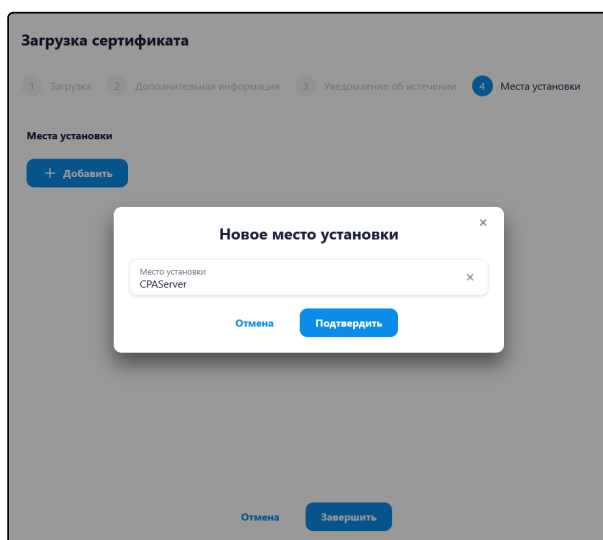 Загрузка сертификата
1 Загрузка 2 Дополнительная информация 3 Уведомление об истечении 4 Места установки
Места установки
+ Добавить
×
Новое место установки
Место установки
CPAServer ×
Отмена Подтвердить
Отмена Завершить